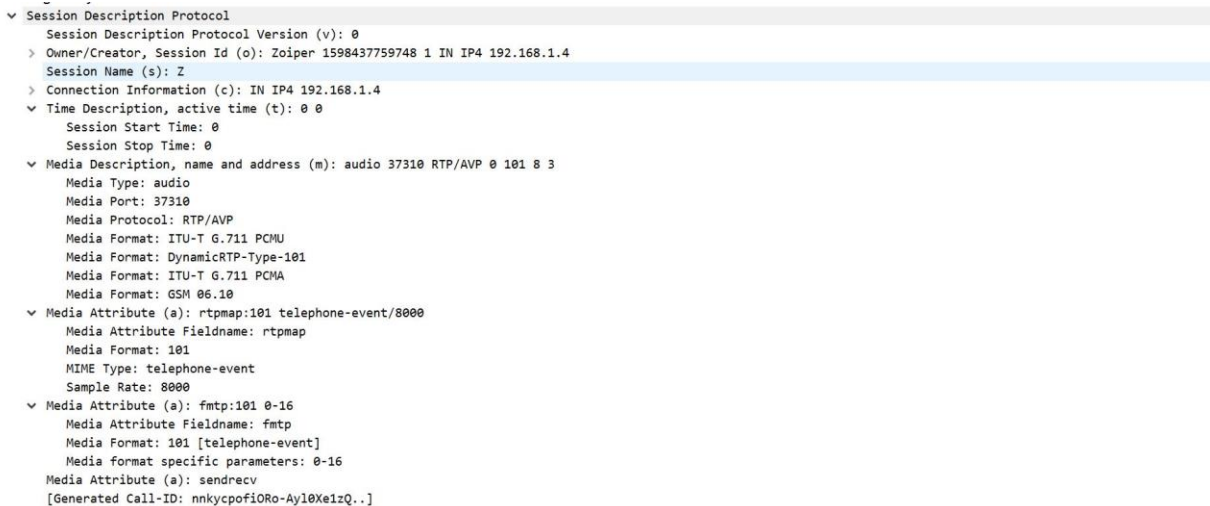 Session Description Protocol
Session Description Protocol Version (v): 0
Owner/Creator, Session Id (o): Zoiper 1598437759748 1 IN IP4 192.168.1.4
Session Name (s): Z
Connection Information (c): IN IP4 192.168.1.4
Time Description, active time (t): 0 0
Session Start Time: 0
Session Stop Time: 0
Media Description, name and address (m): audio 37310 RTP/AVP 0 101 8 3
Media Type: audio
Media Port: 37310
Media Protocol: RTP/AVP
Media Format: ITU-T G.711 PCMU
Media Format: DynamicRTP-Type-101
Media Format: ITU-T G.711 PCMA
Media Format: GSM 06.10
Media Attribute (a): rtpmap:101 telephone-event/8000
Media Attribute Fieldname: rtpmap
Media Format: 101
MIME Type: telephone-event
Sample Rate: 8000
Media Attribute (a): fmtp:101 0-16
Media Attribute Fieldname: fmtp
Media Format: 101 [telephone-event]
Media format specific parameters: 0-16
Media Attribute (a): sendrecv
[Generated Call-ID: nnkycpofiORo-Ayl0Xe1zQ..]